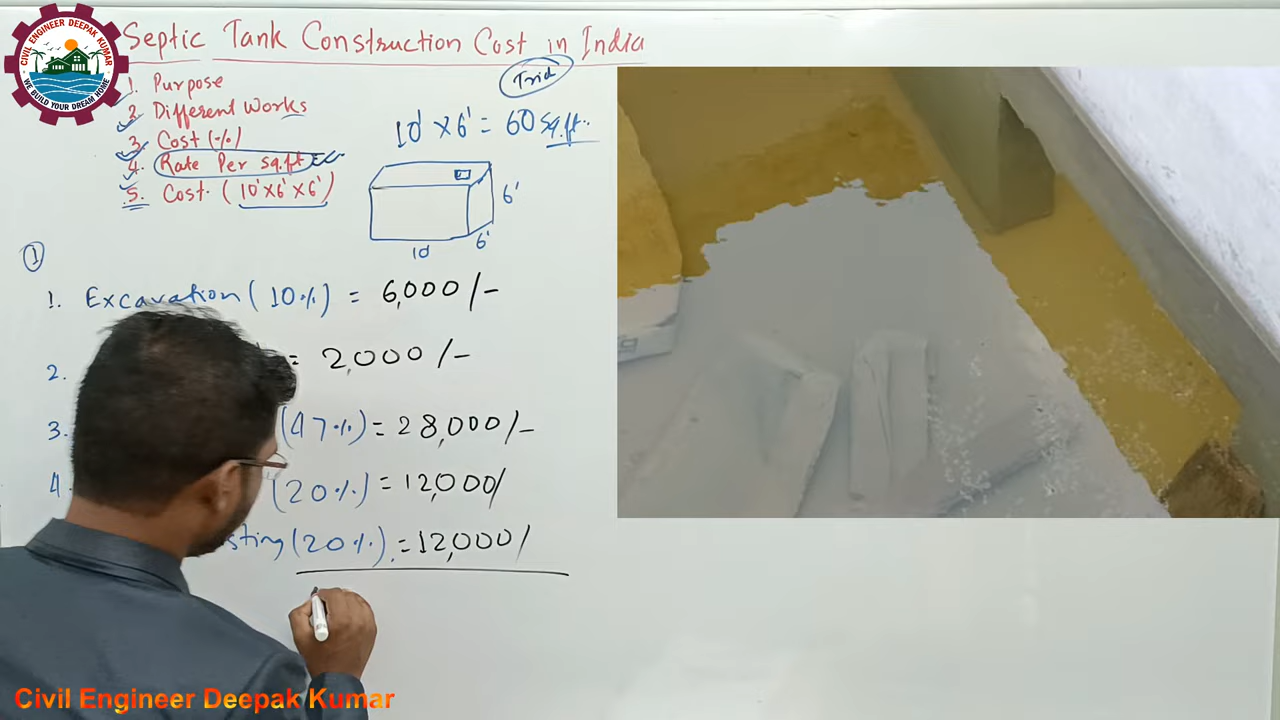 CIVIL ENGINEER DEEPAK KUMAR
WE BUILD YOUR DREAM HOME
Septic Tank Construction Cost in India
1. Purpose
2. Different Works
3. Cost (%)
4. Rate Per Sq.ft
5. Cost (10'x6'x6')
10' x 6' = 60 Sq.ft.
6'
6'
10
1
1. Excavation (10%) = 6,000/-
2. = 2,000/-
3. (47%) = 28,000/-
4. (20%) = 12,000/
(20%) = 12,000/
Civil Engineer Deepak Kumar